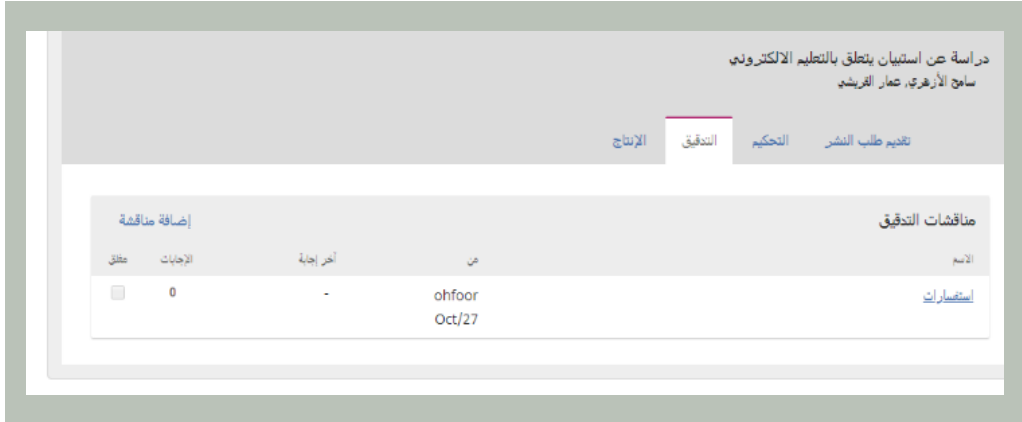 دراسة عن استبيان يتعلق بالتعليم الالكتروني
سامح الأزهري, عمار القريشي
تقديم طلب النشر التحكيم التدقيق الإنتاج
مناقشات التدقيق إضافة مناقشة
الاسم عن آخر إجابة الإجابات مغلق
استفسارات ohfoor - 0
Oct/27